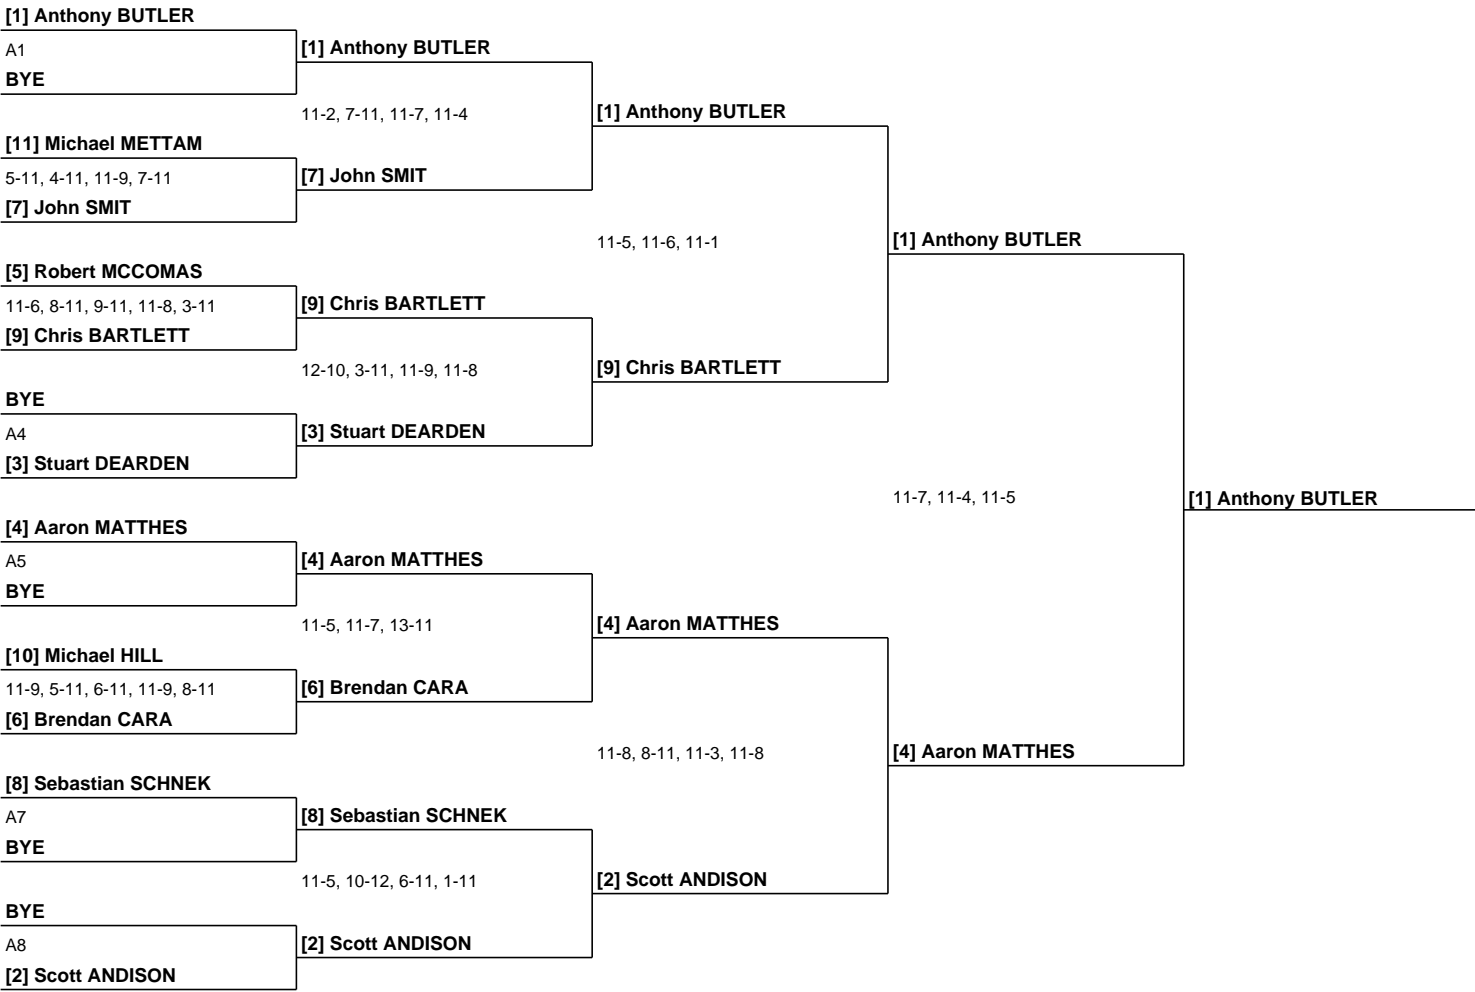 [1] Anthony BUTLER
A1
BYE
[11] Michael METTAM
5-11, 4-11, 11-9, 7-11
[7] John SMIT
[5] Robert MCCOMAS
11-6, 8-11, 9-11, 11-8, 3-11
[9] Chris BARTLETT
BYE
A4
[3] Stuart DEARDEN
[4] Aaron MATTHES
A5
BYE
[10] Michael HILL
11-9, 5-11, 6-11, 11-9, 8-11
[6] Brendan CARA
[8] Sebastian SCHNEK
A7
BYE
BYE
A8
[2] Scott ANDISON
[1] Anthony BUTLER
11-2, 7-11, 11-7, 11-4
[7] John SMIT
[9] Chris BARTLETT
12-10, 3-11, 11-9, 11-8
[3] Stuart DEARDEN
[4] Aaron MATTHES
11-5, 11-7, 13-11
[6] Brendan CARA
[8] Sebastian SCHNEK
11-5, 10-12, 6-11, 1-11
[2] Scott ANDISON
[1] Anthony BUTLER
11-5, 11-6, 11-1
[9] Chris BARTLETT
[4] Aaron MATTHES
11-8, 8-11, 11-3, 11-8
[2] Scott ANDISON
[1] Anthony BUTLER
11-7, 11-4, 11-5
[4] Aaron MATTHES
[1] Anthony BUTLER